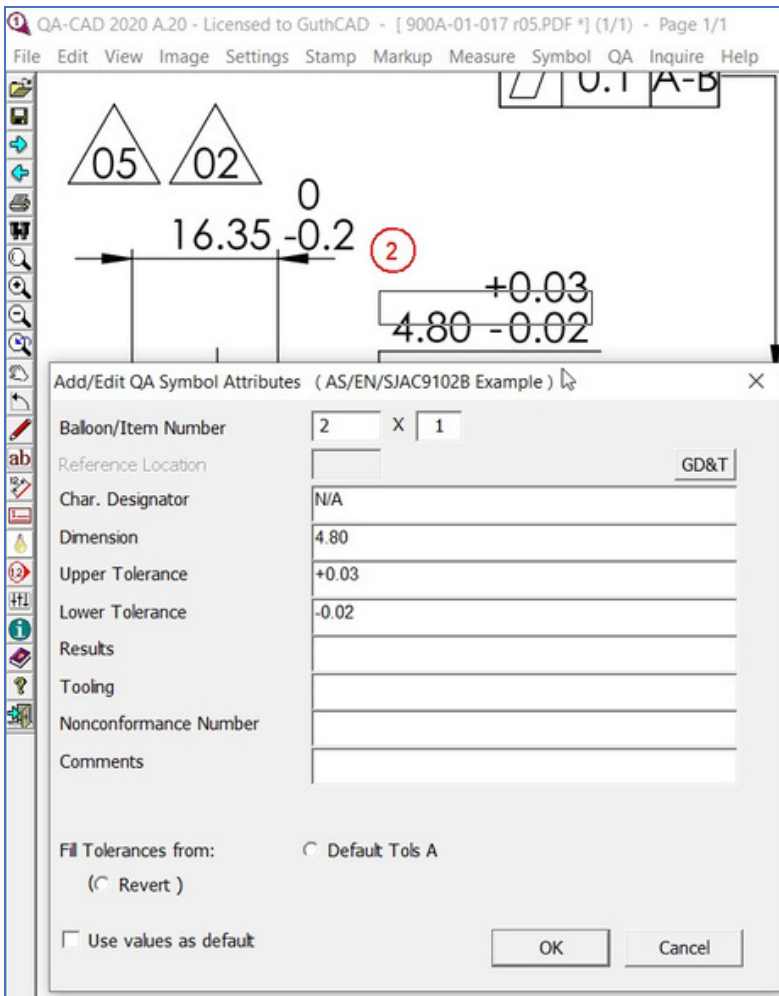 QA-CAD 2020 A.20 - Licensed to GuthCAD - [ 900A-01-017 r05.PDF *] (1/1) - Page 1/1
File Edit View Image Settings Stamp Markup Measure Symbol QA Inquire Help
0.1 A-B
05 02
0
16.35 -0.2
2
+0.03
4.80 -0.02
Add/Edit QA Symbol Attributes ( AS/EN/SJAC9102B Example )
Balloon/Item Number 2 X 1
Reference Location GD&T
Char. Designator N/A
Dimension 4.80
Upper Tolerance +0.03
Lower Tolerance -0.02
Results
Tooling
Nonconformance Number
Comments
Fill Tolerances from: Default Tols A
( Revert )
Use values as default
OK Cancel